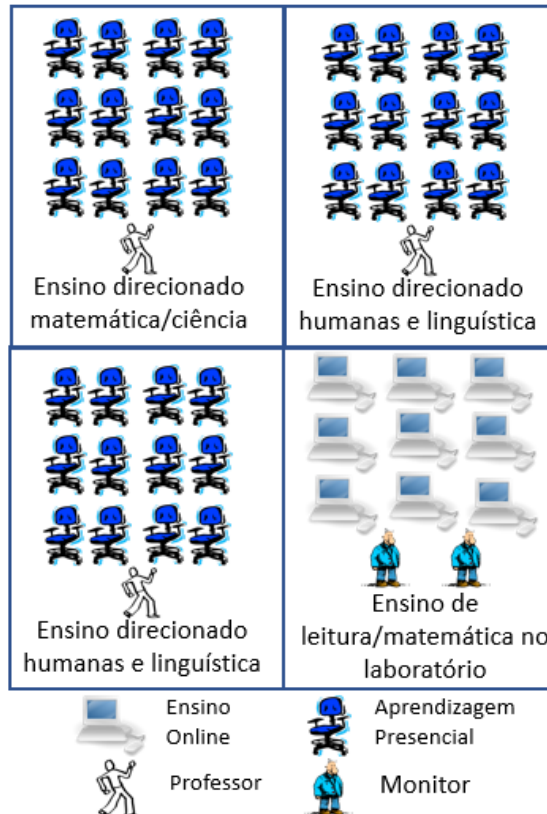 Ensino direcionado
matemática/ciência
Ensino direcionado
humanas e linguística
Ensino direcionado
humanas e linguística
Ensino de
leitura/matemática no
laboratório
Ensino
Online
Aprendizagem
Presencial
Professor
Monitor